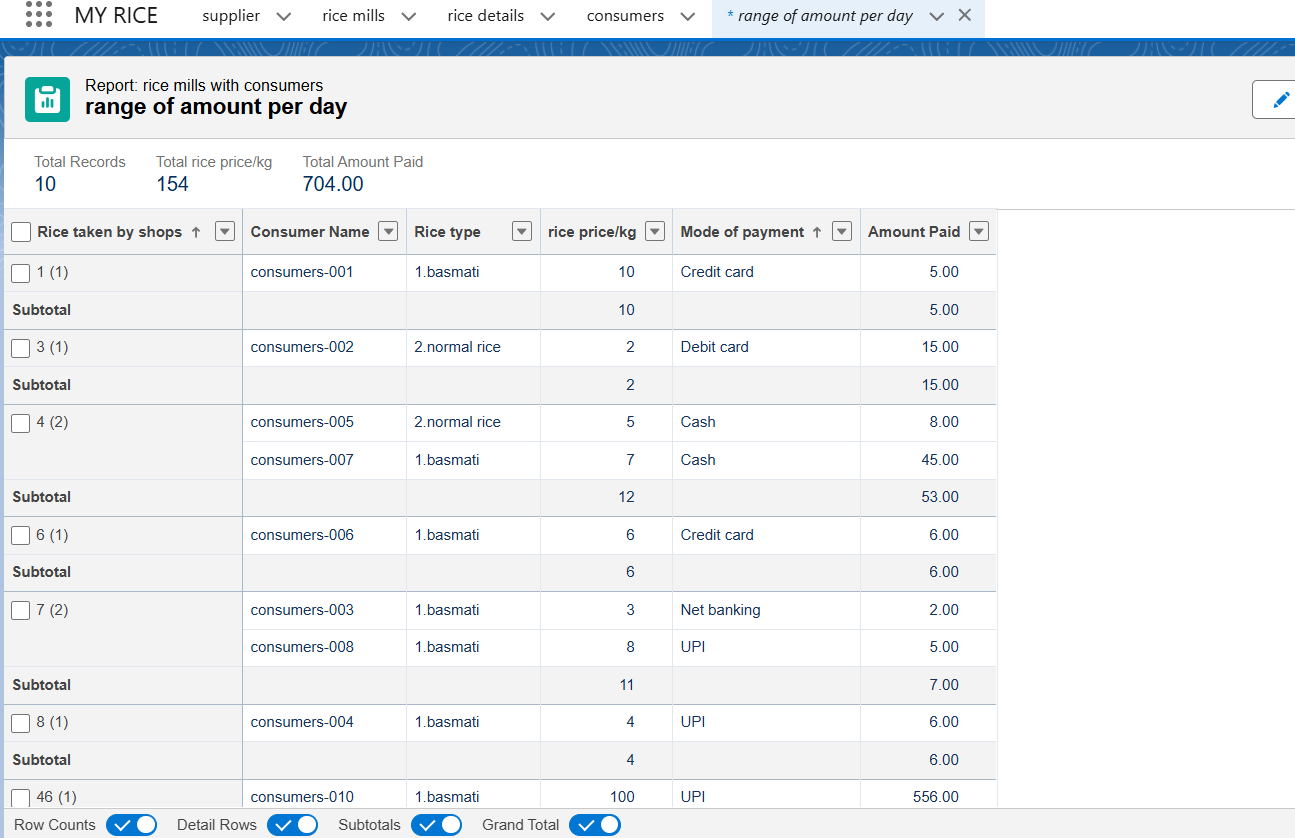 MY RICE supplier rice mills rice details consumers * range of amount per day
Report: rice mills with consumers
range of amount per day
Total Records Total rice price/kg Total Amount Paid
10 154 704.00
Rice taken by shops ↑ Consumer Name Rice type rice price/kg Mode of payment ↑ Amount Paid
1 (1) consumers-001 1.basmati 10 Credit card 5.00
Subtotal 10 5.00
3 (1) consumers-002 2.normal rice 2 Debit card 15.00
Subtotal 2 15.00
4 (2) consumers-005 2.normal rice 5 Cash 8.00
consumers-007 1.basmati 7 Cash 45.00
Subtotal 12 53.00
6 (1) consumers-006 1.basmati 6 Credit card 6.00
Subtotal 6 6.00
7 (2) consumers-003 1.basmati 3 Net banking 2.00
consumers-008 1.basmati 8 UPI 5.00
Subtotal 11 7.00
8 (1) consumers-004 1.basmati 4 UPI 6.00
Subtotal 4 6.00
46 (1) consumers-010 1.basmati 100 UPI 556.00
Row Counts Detail Rows Subtotals Grand Total